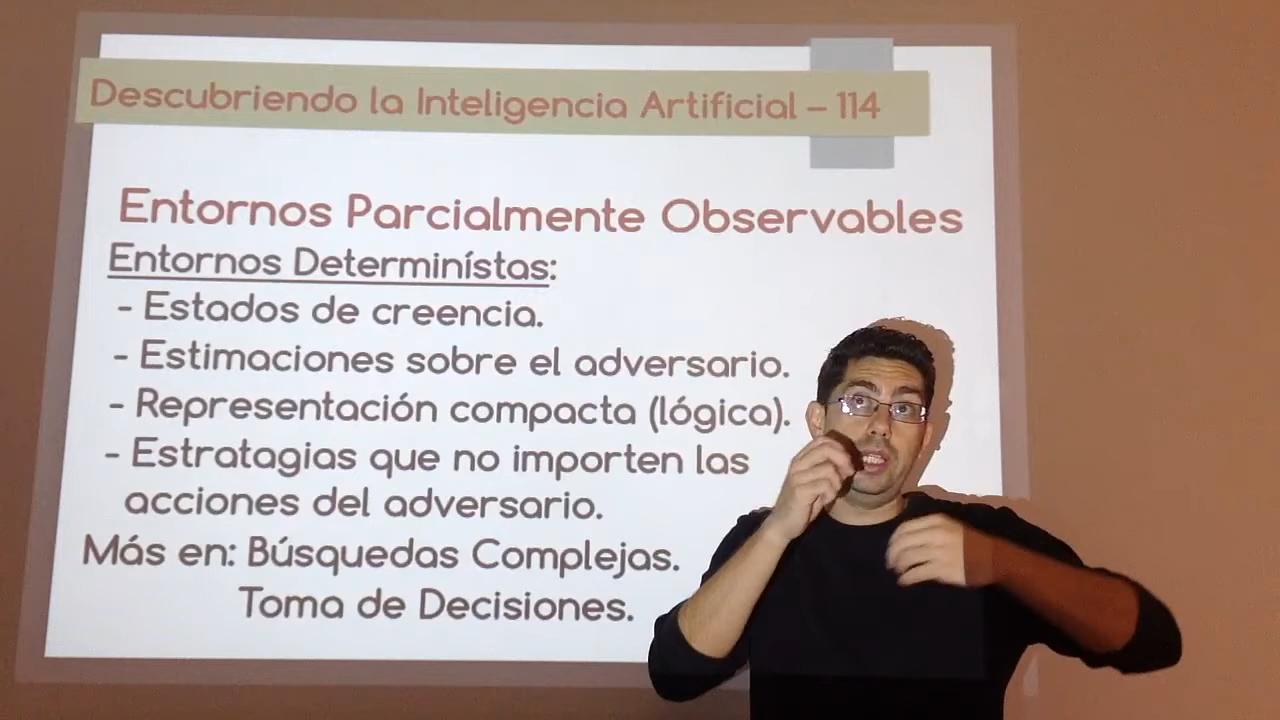 Descubriendo la Inteligencia Artificial – 114
Entornos Parcialmente Observables
Entornos Determinístas:
- Estados de creencia.
- Estimaciones sobre el adversario.
- Representación compacta (lógica).
- Estratagias que no importen las
acciones del adversario.
Más en: Búsquedas Complejas.
Toma de Decisiones.